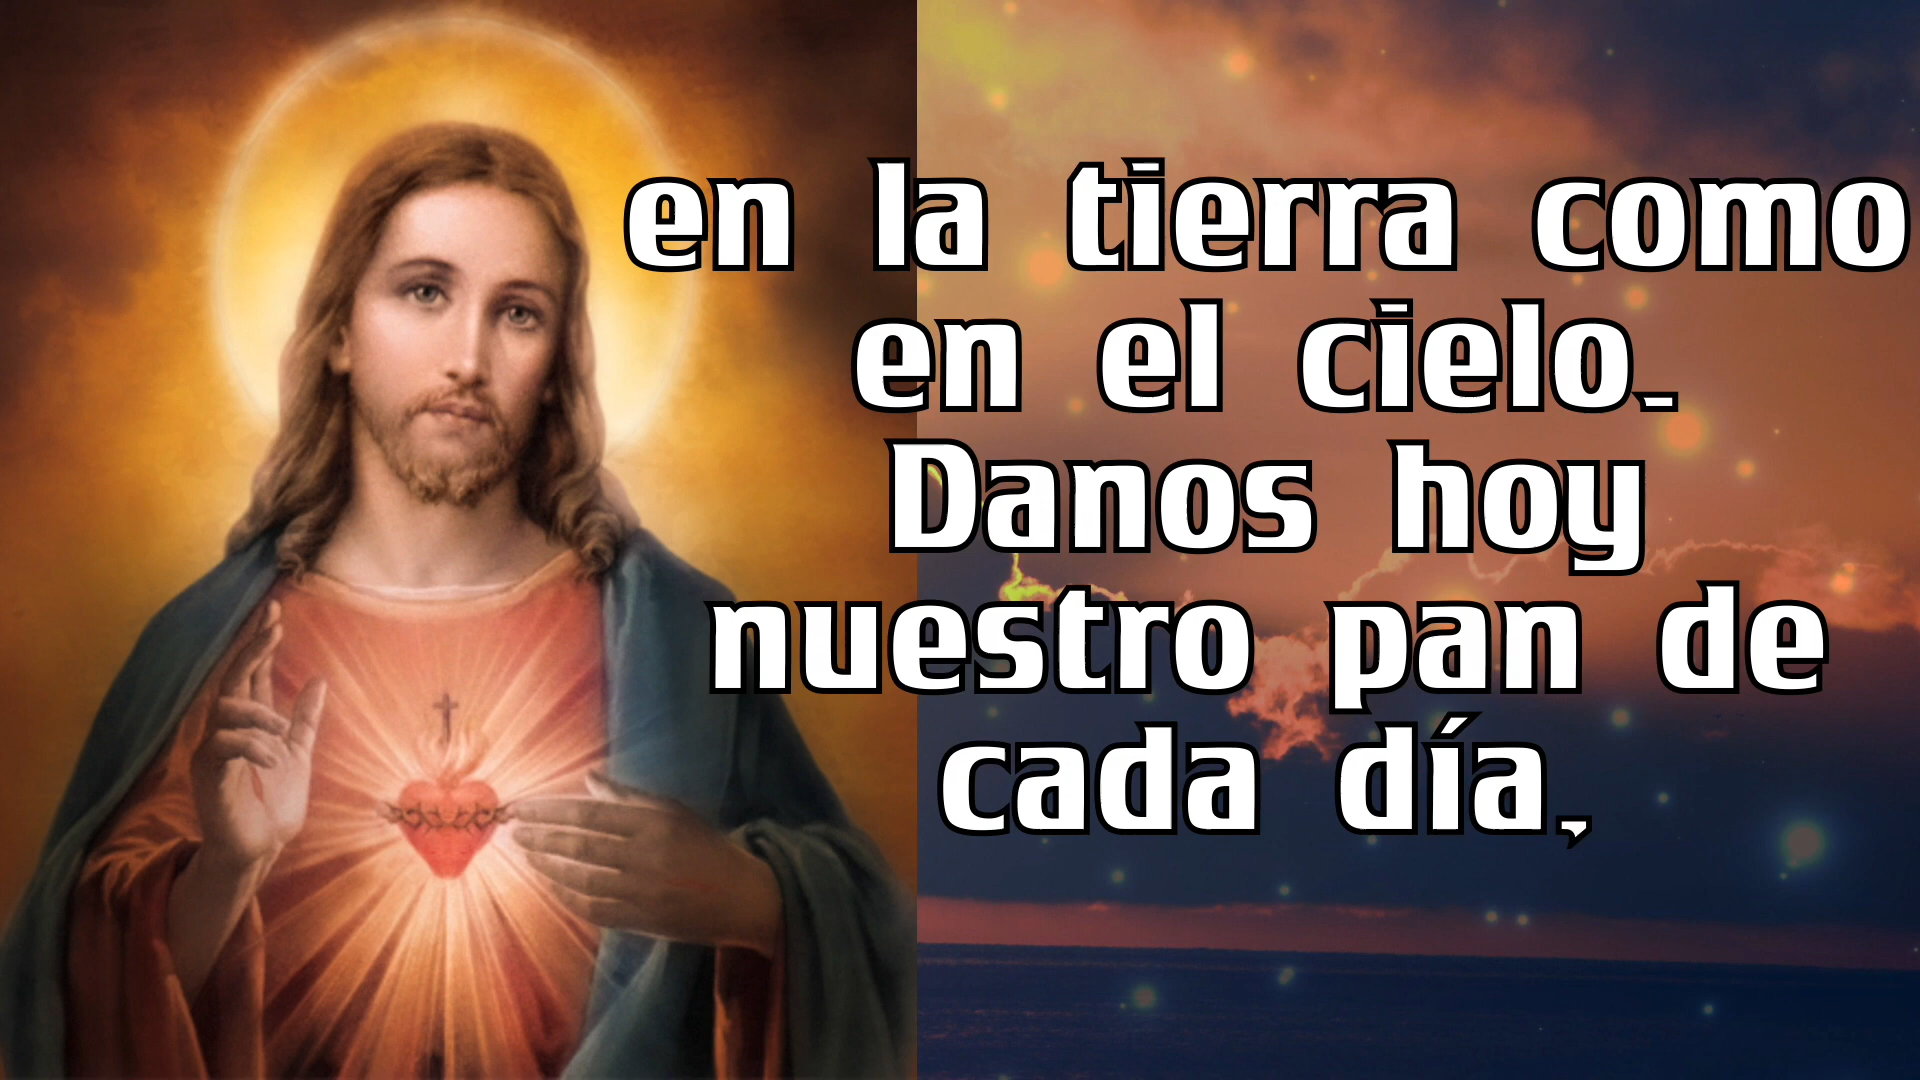 en la tierra como
en el cielo.
Danos hoy
nuestro pan de
cada día,